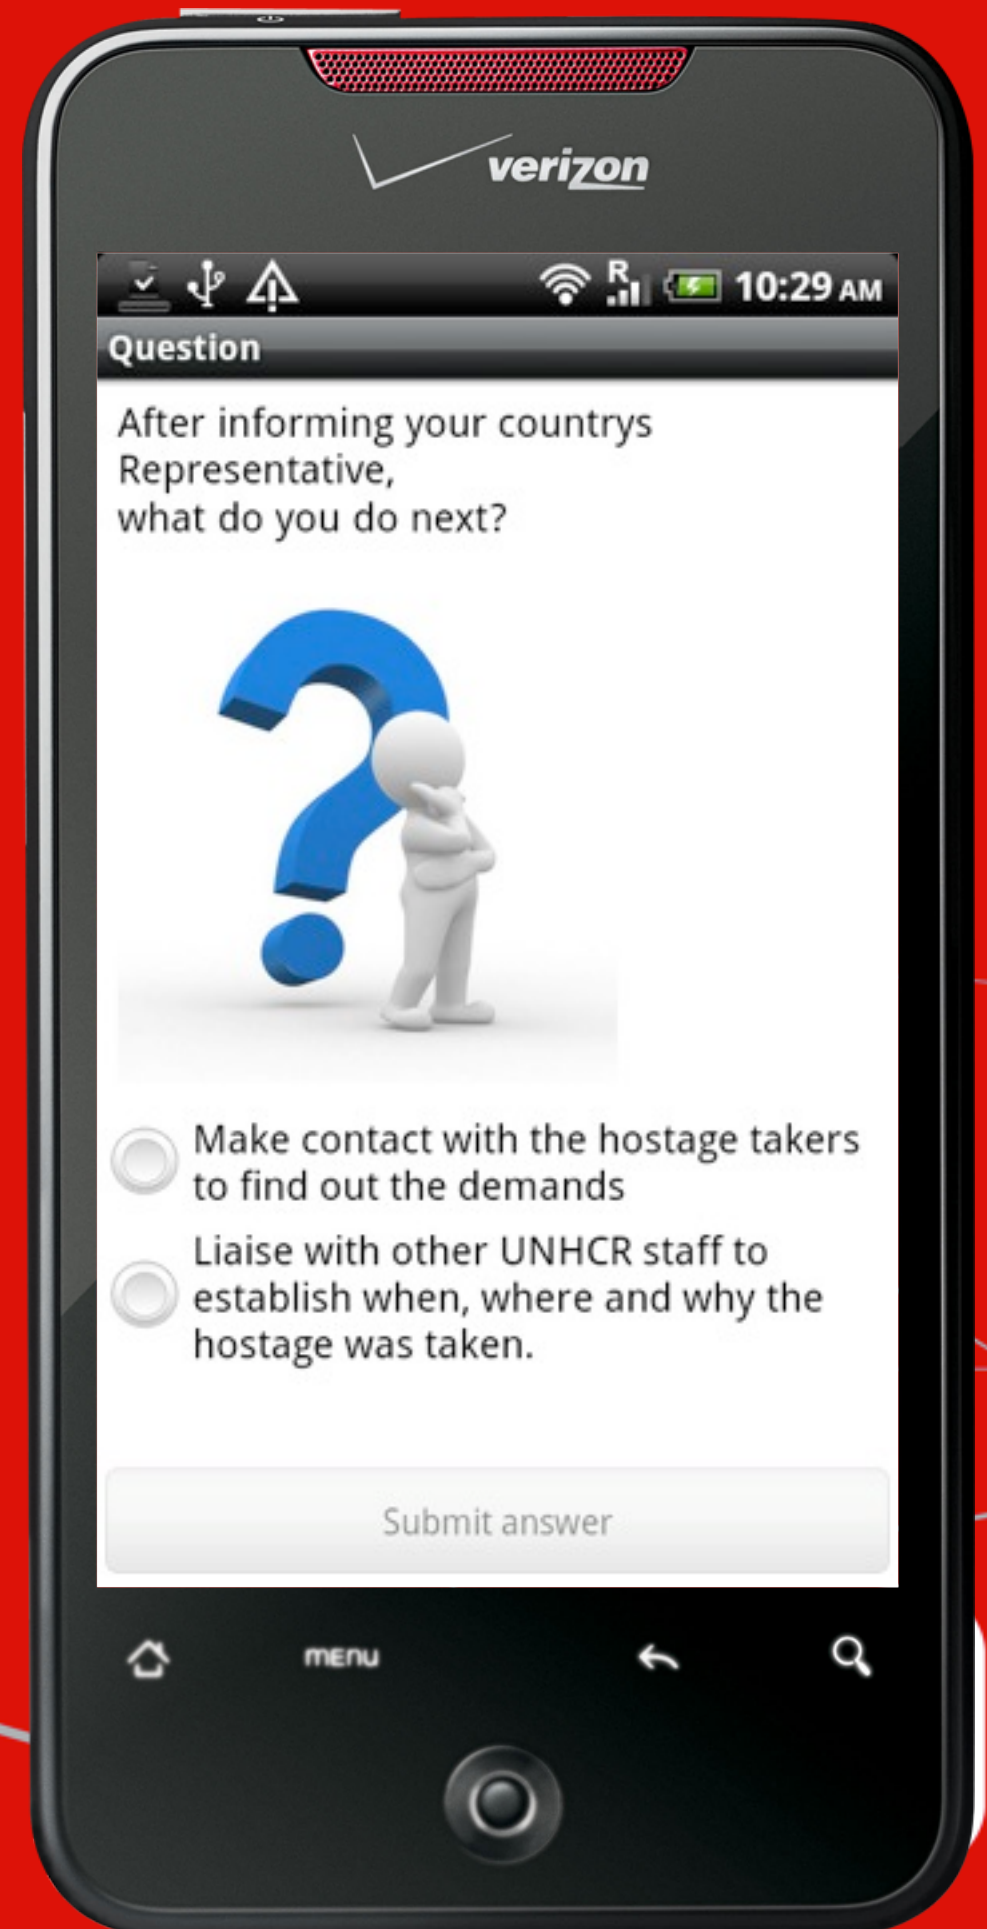 verizon
R
10:29 AM
Question
After informing your countrys
Representative,
what do you do next?
Make contact with the hostage takers
to find out the demands
Liaise with other UNHCR staff to
establish when, where and why the
hostage was taken.
Submit answer
MENU